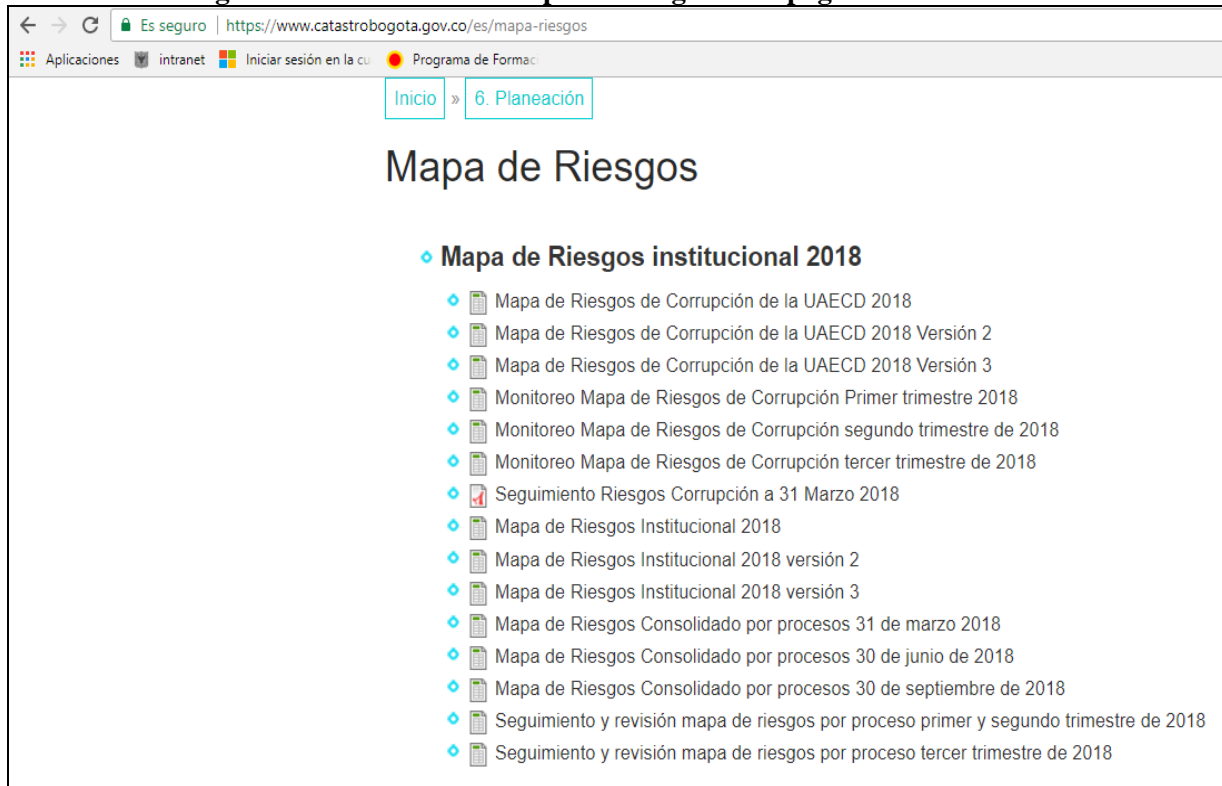 ← → C Es seguro | https://www.catastrobogota.gov.co/es/mapa-riesgos
Aplicaciones intranet Iniciar sesión en la cu Programa de Formac
Inicio » 6. Planeación
Mapa de Riesgos
Mapa de Riesgos institucional 2018
Mapa de Riesgos de Corrupción de la UAECD 2018
Mapa de Riesgos de Corrupción de la UAECD 2018 Versión 2
Mapa de Riesgos de Corrupción de la UAECD 2018 Versión 3
Monitoreo Mapa de Riesgos de Corrupción Primer trimestre 2018
Monitoreo Mapa de Riesgos de Corrupción segundo trimestre de 2018
Monitoreo Mapa de Riesgos de Corrupción tercer trimestre de 2018
Seguimiento Riesgos Corrupción a 31 Marzo 2018
Mapa de Riesgos Institucional 2018
Mapa de Riesgos Institucional 2018 versión 2
Mapa de Riesgos Institucional 2018 versión 3
Mapa de Riesgos Consolidado por procesos 31 de marzo 2018
Mapa de Riesgos Consolidado por procesos 30 de junio de 2018
Mapa de Riesgos Consolidado por procesos 30 de septiembre de 2018
Seguimiento y revisión mapa de riesgos por proceso primer y segundo trimestre de 2018
Seguimiento y revisión mapa de riesgos por proceso tercer trimestre de 2018